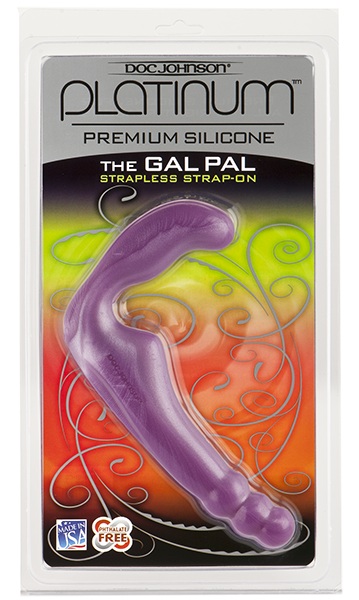 DOC JOHNSON®
PLATINUM™
PREMIUM SILICONE
THE GAL PAL
STRAPLESS STRAP-ON
MADE IN
USA
PHTHALATE
FREE